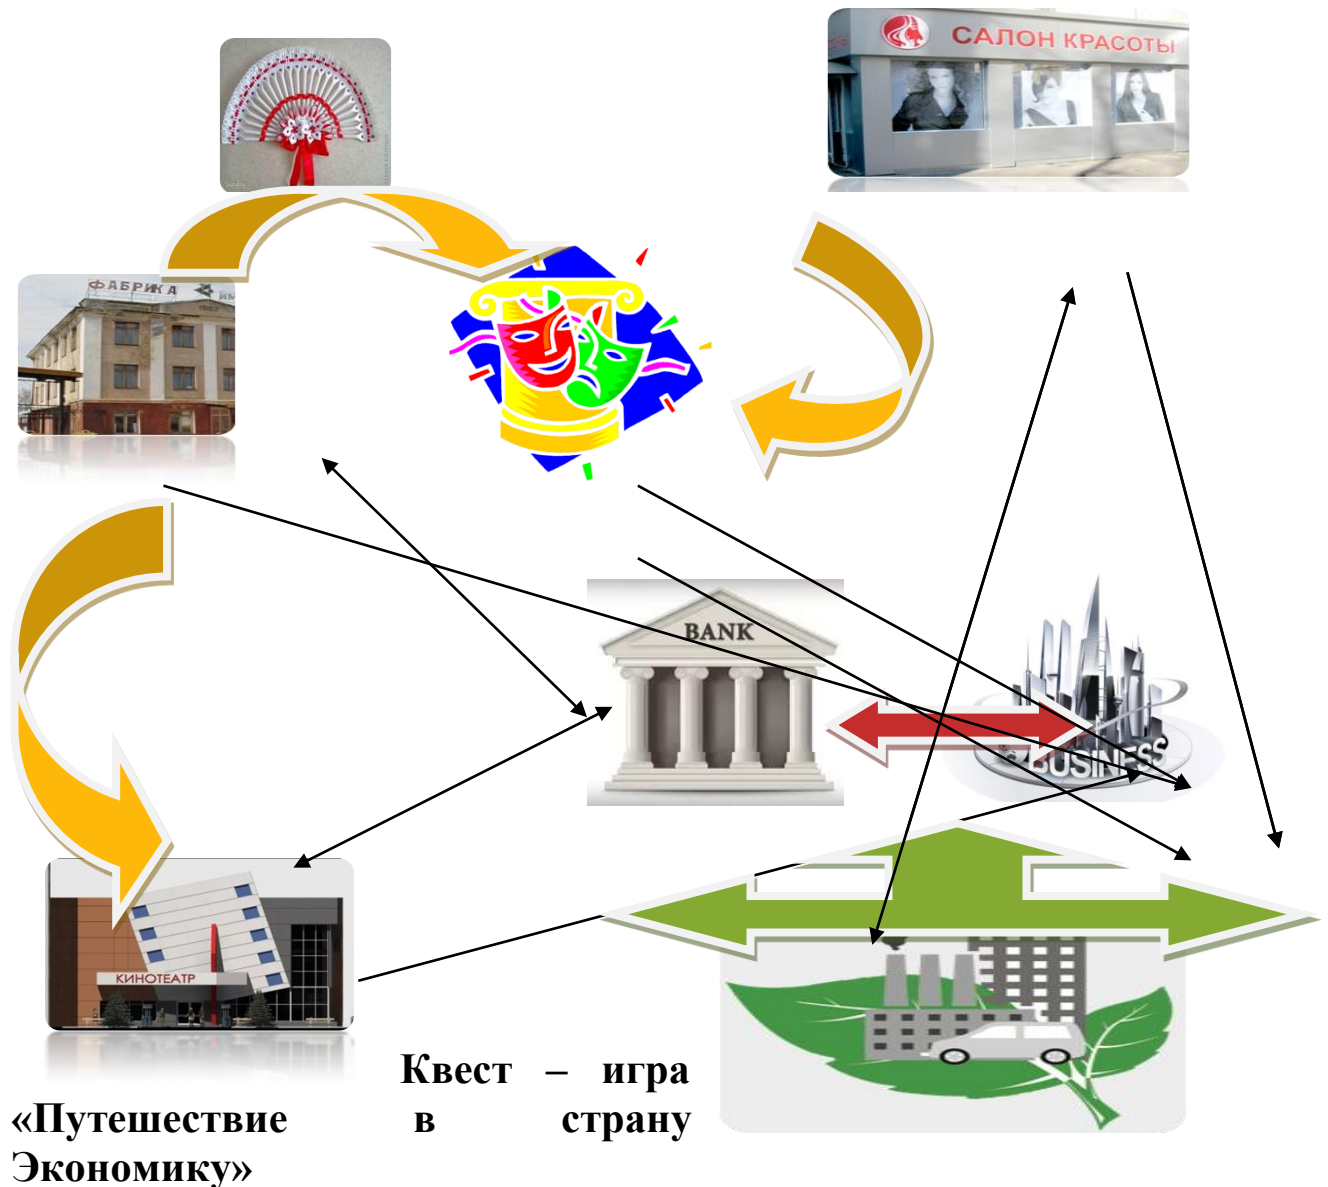 САЛОН КРАСОТЫ
ФАБРИКА
BANK
BUSINESS
КИНОТЕАТР
Квест – игра
«Путешествие в страну
Экономику»